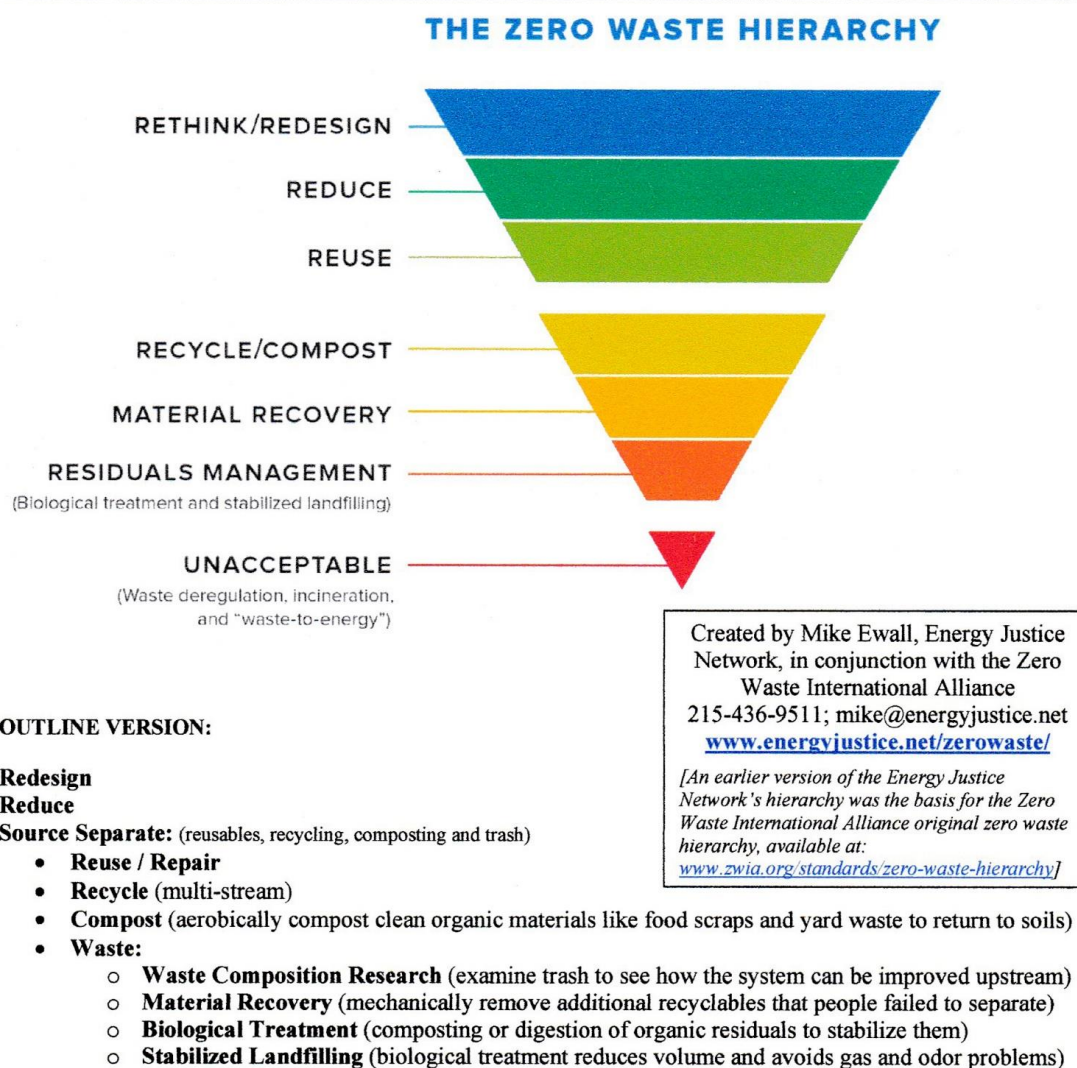 THE ZERO WASTE HIERARCHY
RETHINK/REDESIGN
REDUCE
REUSE
RECYCLE/COMPOST
MATERIAL RECOVERY
RESIDUALS MANAGEMENT
(Biological treatment and stabilized landfilling)
UNACCEPTABLE
(Waste deregulation, incineration,
and "waste-to-energy")
Created by Mike Ewall, Energy Justice
Network, in conjunction with the Zero
Waste International Alliance
215-436-9511; mike@energyjustice.net
www.energyjustice.net/zerowaste/
[An earlier version of the Energy Justice
Network's hierarchy was the basis for the Zero
Waste International Alliance original zero waste
hierarchy, available at:
www.zwia.org/standards/zero-waste-hierarchy]
OUTLINE VERSION:
Redesign
Reduce
Source Separate: (reusables, recycling, composting and trash)
• Reuse / Repair
• Recycle (multi-stream)
• Compost (aerobically compost clean organic materials like food scraps and yard waste to return to soils)
• Waste:
o Waste Composition Research (examine trash to see how the system can be improved upstream)
o Material Recovery (mechanically remove additional recyclables that people failed to separate)
o Biological Treatment (composting or digestion of organic residuals to stabilize them)
o Stabilized Landfilling (biological treatment reduces volume and avoids gas and odor problems)